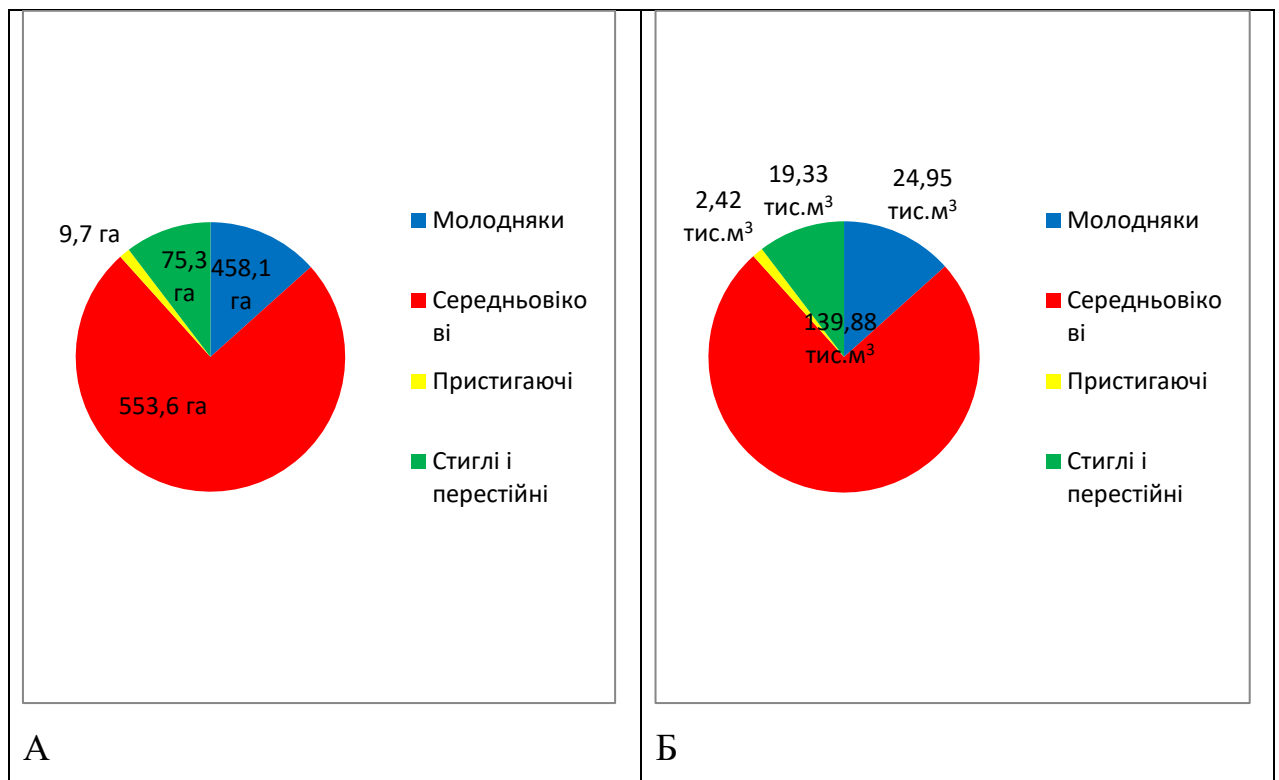 9,7 га
75,3
га
458,1
га
553,6 га
Молодняки
Середньовіко
ві
Пристигаючі
Стиглі і
перестійні
А
2,42
тис.м³
19,33
тис.м³
24,95
тис.м³
139,88
тис.м³
Молодняки
Середньовіко
ві
Пристигаючі
Стиглі і
перестійні
Б